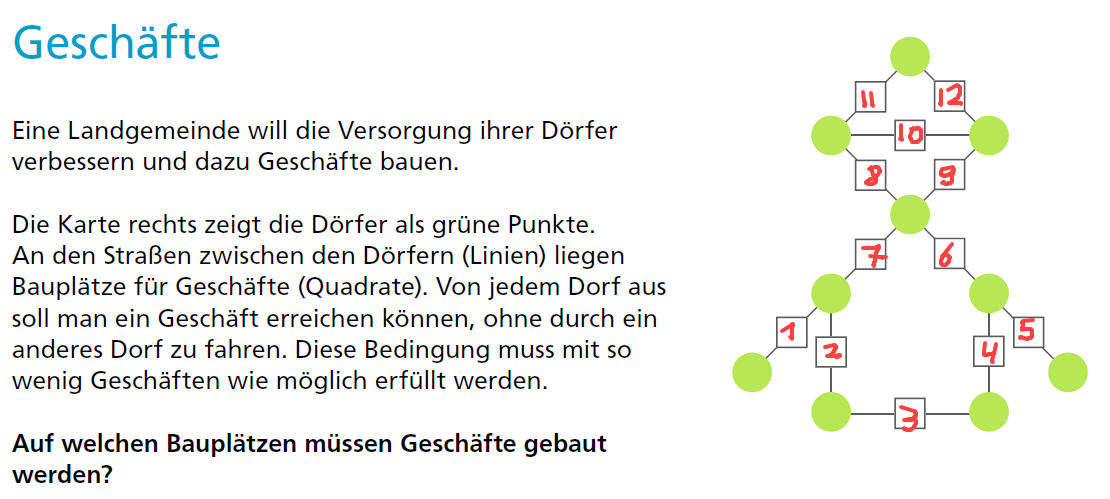 Geschäfte
Eine Landgemeinde will die Versorgung ihrer Dörfer
verbessern und dazu Geschäfte bauen.
Die Karte rechts zeigt die Dörfer als grüne Punkte.
An den Straßen zwischen den Dörfern (Linien) liegen
Bauplätze für Geschäfte (Quadrate). Von jedem Dorf aus
soll man ein Geschäft erreichen können, ohne durch ein
anderes Dorf zu fahren. Diese Bedingung muss mit so
wenig Geschäften wie möglich erfüllt werden.
Auf welchen Bauplätzen müssen Geschäfte gebaut
werden?
11 12
10
8 9
7 6
1 5
2 4
3